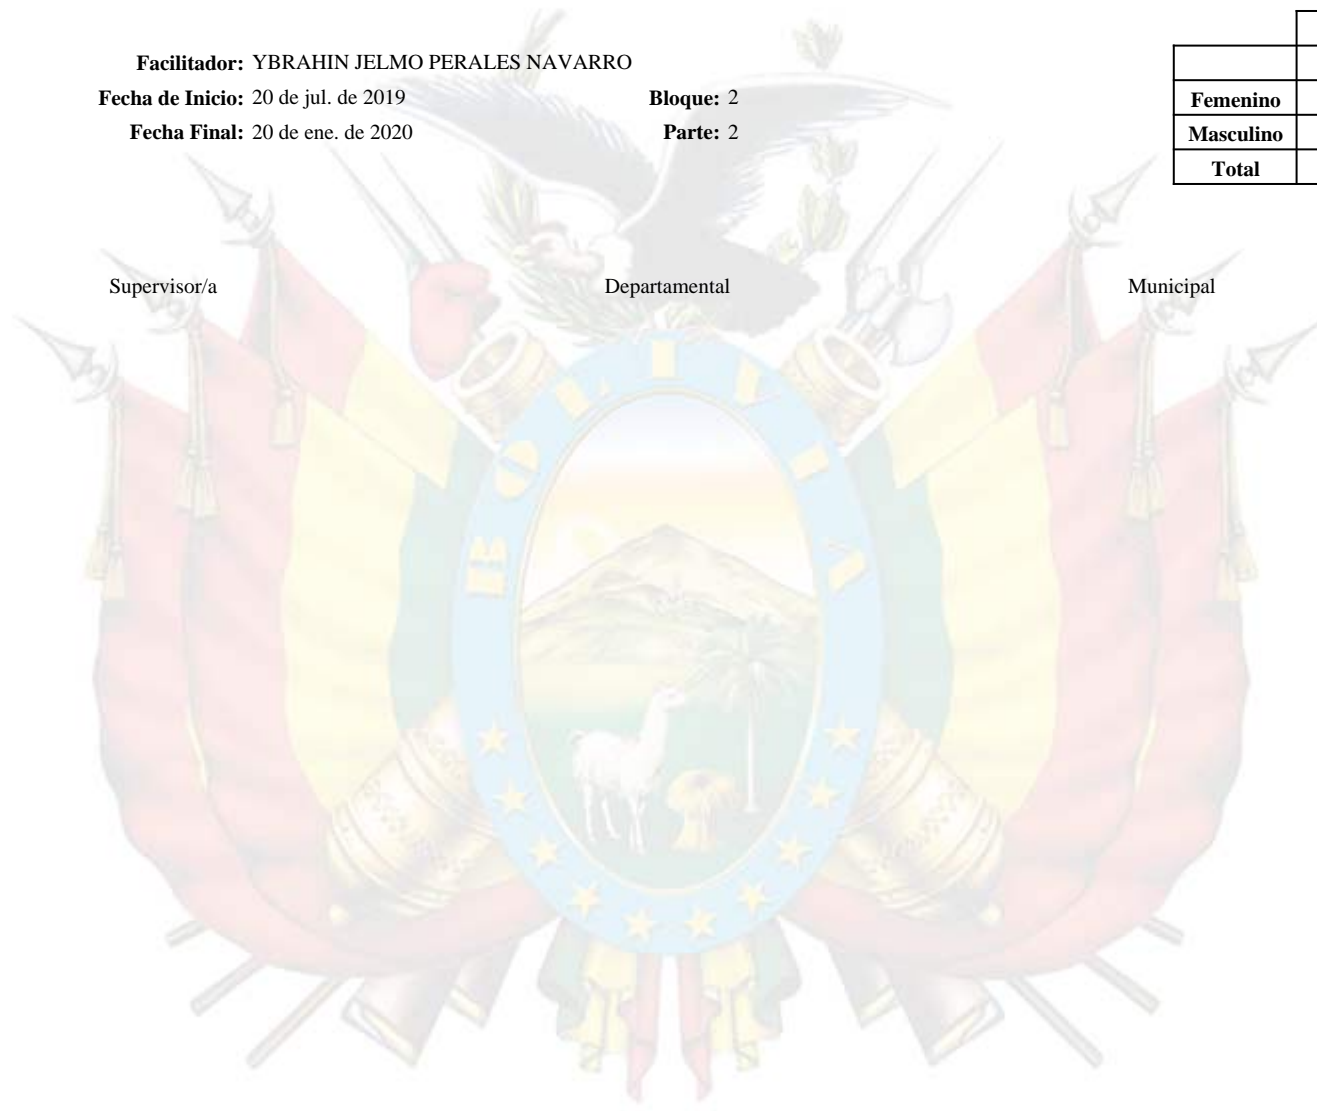 Facilitador: YBRAHIN JELMO PERALES NAVARRO
Fecha de Inicio: 20 de jul. de 2019 Bloque: 2
Fecha Final: 20 de ene. de 2020 Parte: 2
Femenino
Masculino
Total
Supervisor/a Departamental Municipal
BOLIVIA